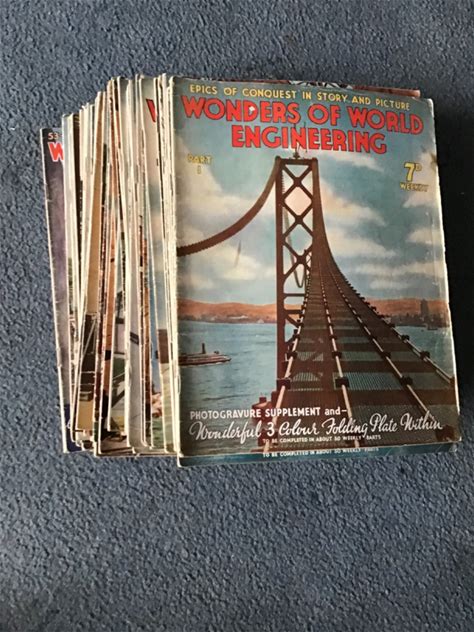 EPICS OF CONQUEST IN STORY AND PICTURE
WONDERS OF WORLD
ENGINEERING
PART
1
7D
WEEKLY
PHOTOGRAVURE SUPPLEMENT and—
Wonderful 3 Colour Folding Plate Within
TO BE COMPLETED IN ABOUT 50 WEEKLY PARTS
TO BE COMPLETED IN ABOUT 50 WEEKLY PARTS
53
W